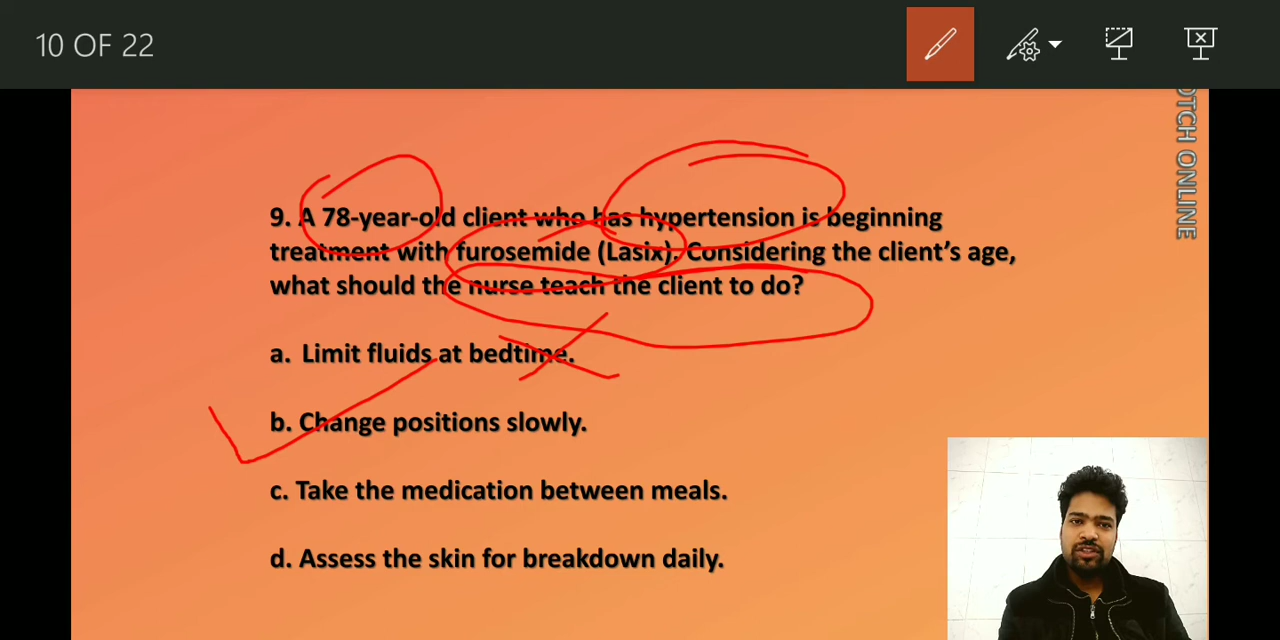 10 OF 22
OTCH ONLINE
9. A 78-year-old client who has hypertension is beginning
treatment with furosemide (Lasix). Considering the client’s age,
what should the nurse teach the client to do?
a. Limit fluids at bedtime.
b. Change positions slowly.
c. Take the medication between meals.
d. Assess the skin for breakdown daily.